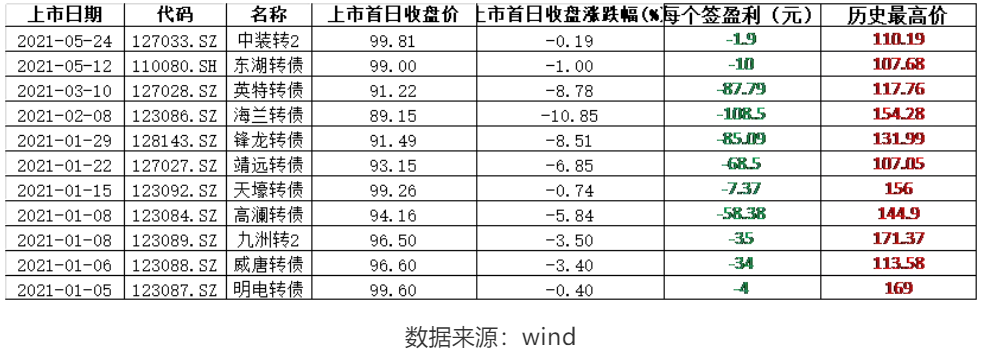 上市日期 代码 名称 上市首日收盘价 上市首日收盘涨跌幅(% 每个签盈利（元） 历史最高价
2021-05-24 127033.SZ 中装转2 99.81 -0.19 -1.9 110.19
2021-05-12 110080.SH 东湖转债 99.00 -1.00 -10 107.68
2021-03-10 127028.SZ 英特转债 91.22 -8.78 -87.79 117.76
2021-02-08 123086.SZ 海兰转债 89.15 -10.85 -108.5 154.28
2021-01-29 128143.SZ 锋龙转债 91.49 -8.51 -85.09 131.99
2021-01-22 127027.SZ 靖远转债 93.15 -6.85 -68.5 107.05
2021-01-15 123092.SZ 天壕转债 99.26 -0.74 -7.37 156
2021-01-08 123084.SZ 高澜转债 94.16 -5.84 -58.38 144.9
2021-01-08 123089.SZ 九洲转2 96.50 -3.50 -35 171.37
2021-01-06 123088.SZ 威唐转债 96.60 -3.40 -34 113.58
2021-01-05 123087.SZ 明电转债 99.60 -0.40 -4 169
数据来源：wind